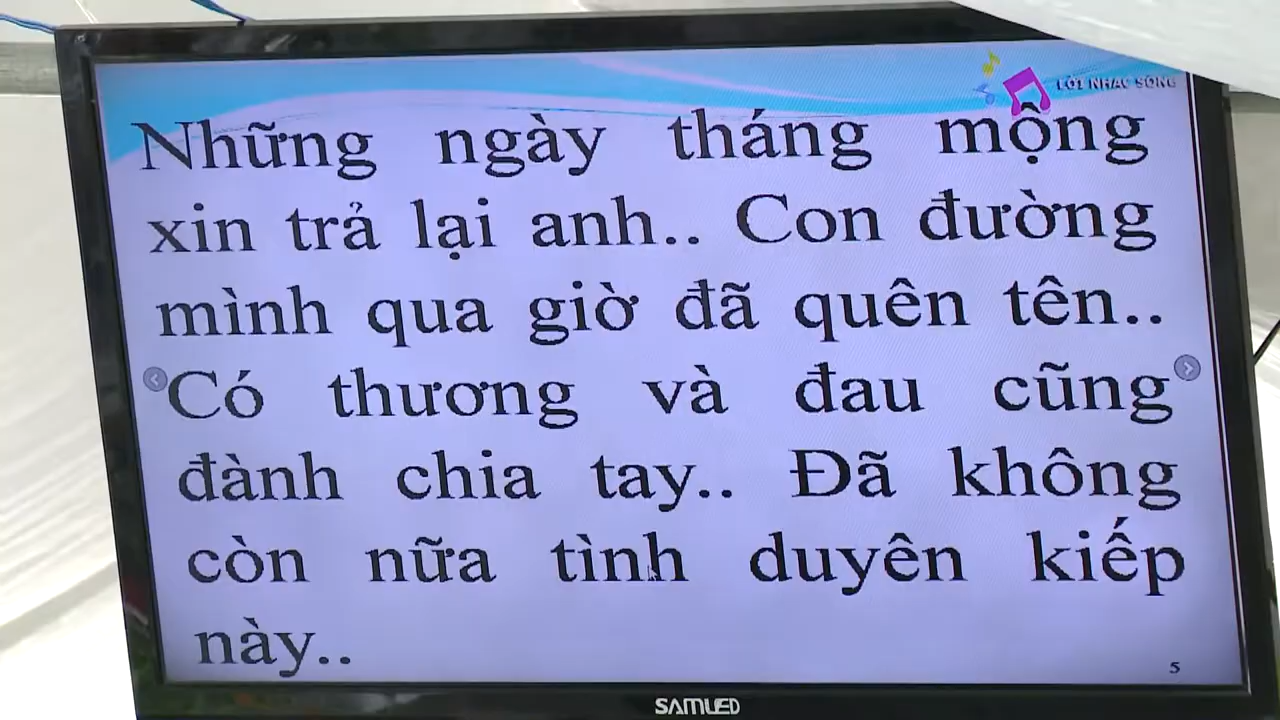 LỜI NHẠC SỐNG
Những ngày tháng mộng
xin trả lại anh.. Con đường
mình qua giờ đã quên tên..
Có thương và đau cũng
đành chia tay.. Đã không
còn nữa tình duyên kiếp
này..
5
SAMLED